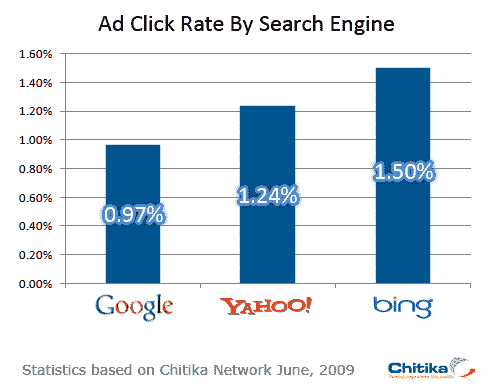 Ad Click Rate By Search Engine
1.60%
1.40%
1.20%
1.00%
0.80%
0.60%
0.40%
0.20%
0.00%
0.97%
1.24%
1.50%
Google
YAHOO!
bing
Statistics based on Chitika Network June, 2009
Chitika